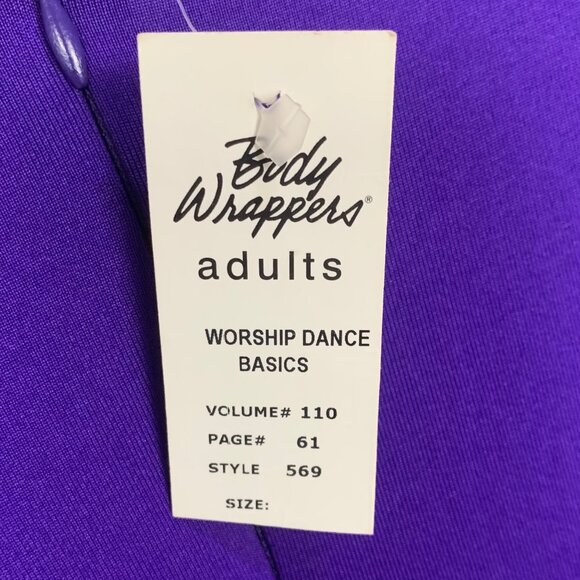 Body
Wrappers®
adults
WORSHIP DANCE
BASICS
VOLUME# 110
PAGE# 61
STYLE 569
SIZE: